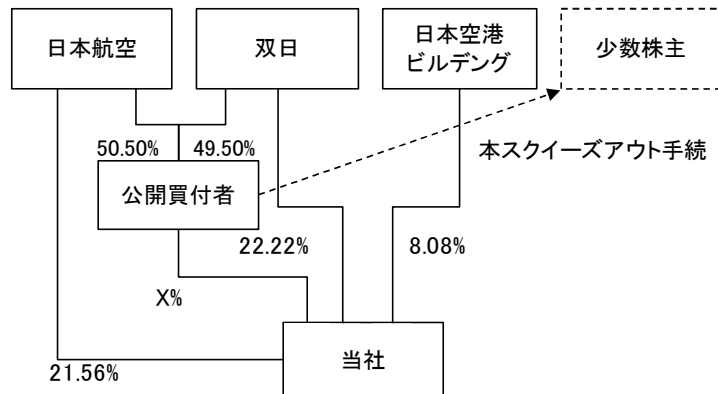 日本航空
双日
日本空港
ビルデング
少数株主
50.50%
49.50%
本スクイーズアウト手続
公開買付者
22.22%
8.08%
X%
当社
21.56%